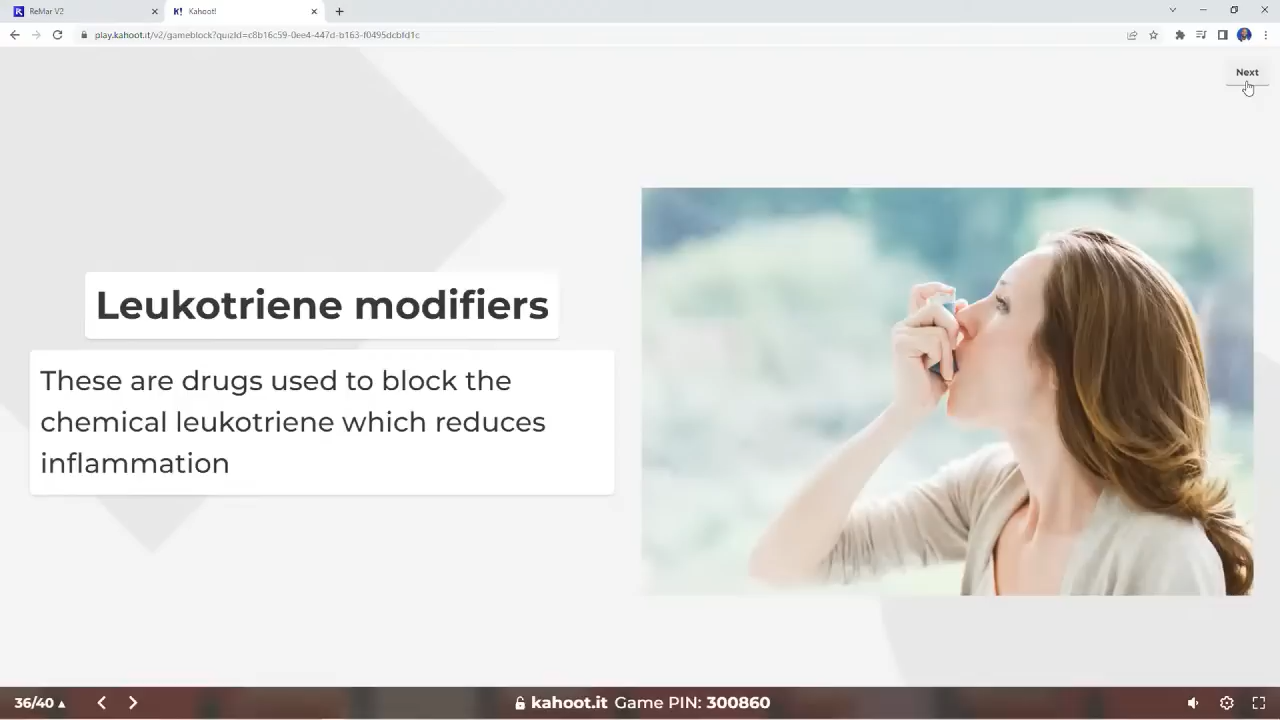 ReMar V2
K! Kahoot!
play.kahoot.it/v2/gameblock?quizId=c8b16c59-0ee4-447d-b163-f0495dcbfd1c
Next
Leukotriene modifiers
These are drugs used to block the
chemical leukotriene which reduces
inflammation
36/40
kahoot.it Game PIN: 300860